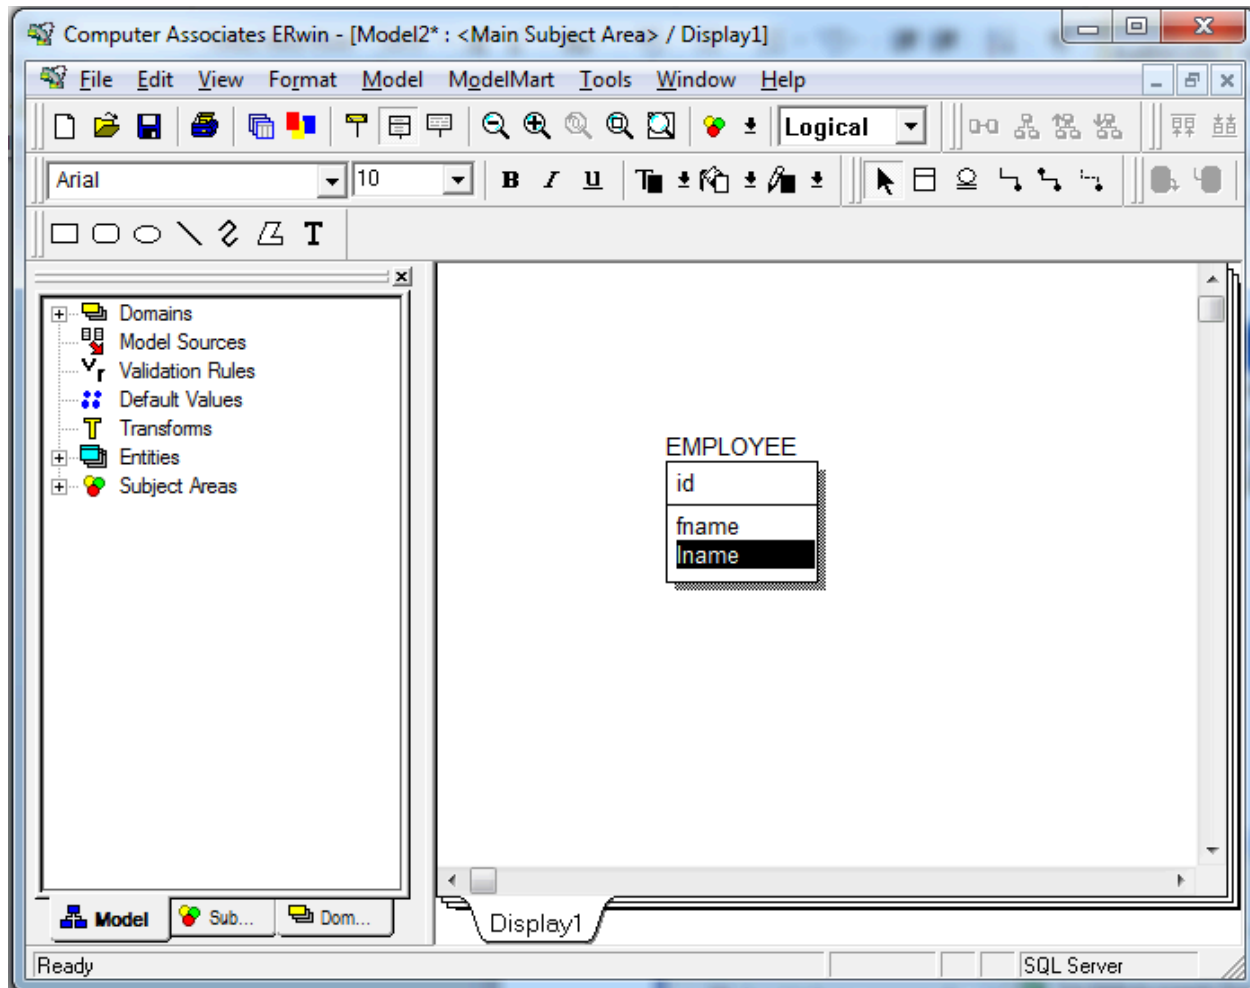 Computer Associates ERwin - [Model2* : <Main Subject Area> / Display1]
File Edit View Format Model ModelMart Tools Window Help
Logical
Arial 10 B I U T
T
Domains
Model Sources
Validation Rules
Default Values
Transforms
Entities
Subject Areas
EMPLOYEE
id
fname
lname
Model Sub... Dom...
Display1
Ready SQL Server